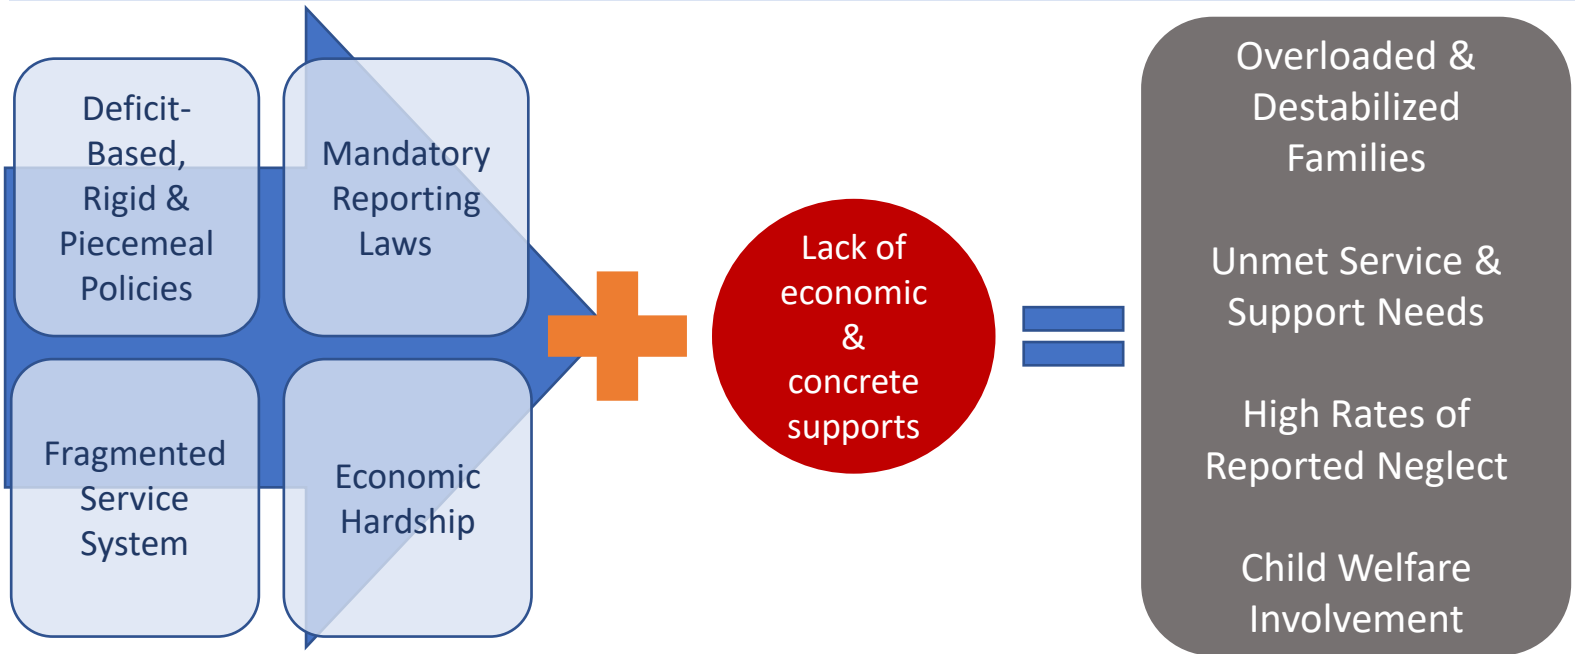 Deficit-
Based,
Rigid &
Piecemeal
Policies
Mandatory
Reporting
Laws
Fragmented
Service
System
Economic
Hardship
Lack of
economic
&
concrete
supports
Overloaded &
Destabilized
Families
Unmet Service &
Support Needs
High Rates of
Reported Neglect
Child Welfare
Involvement